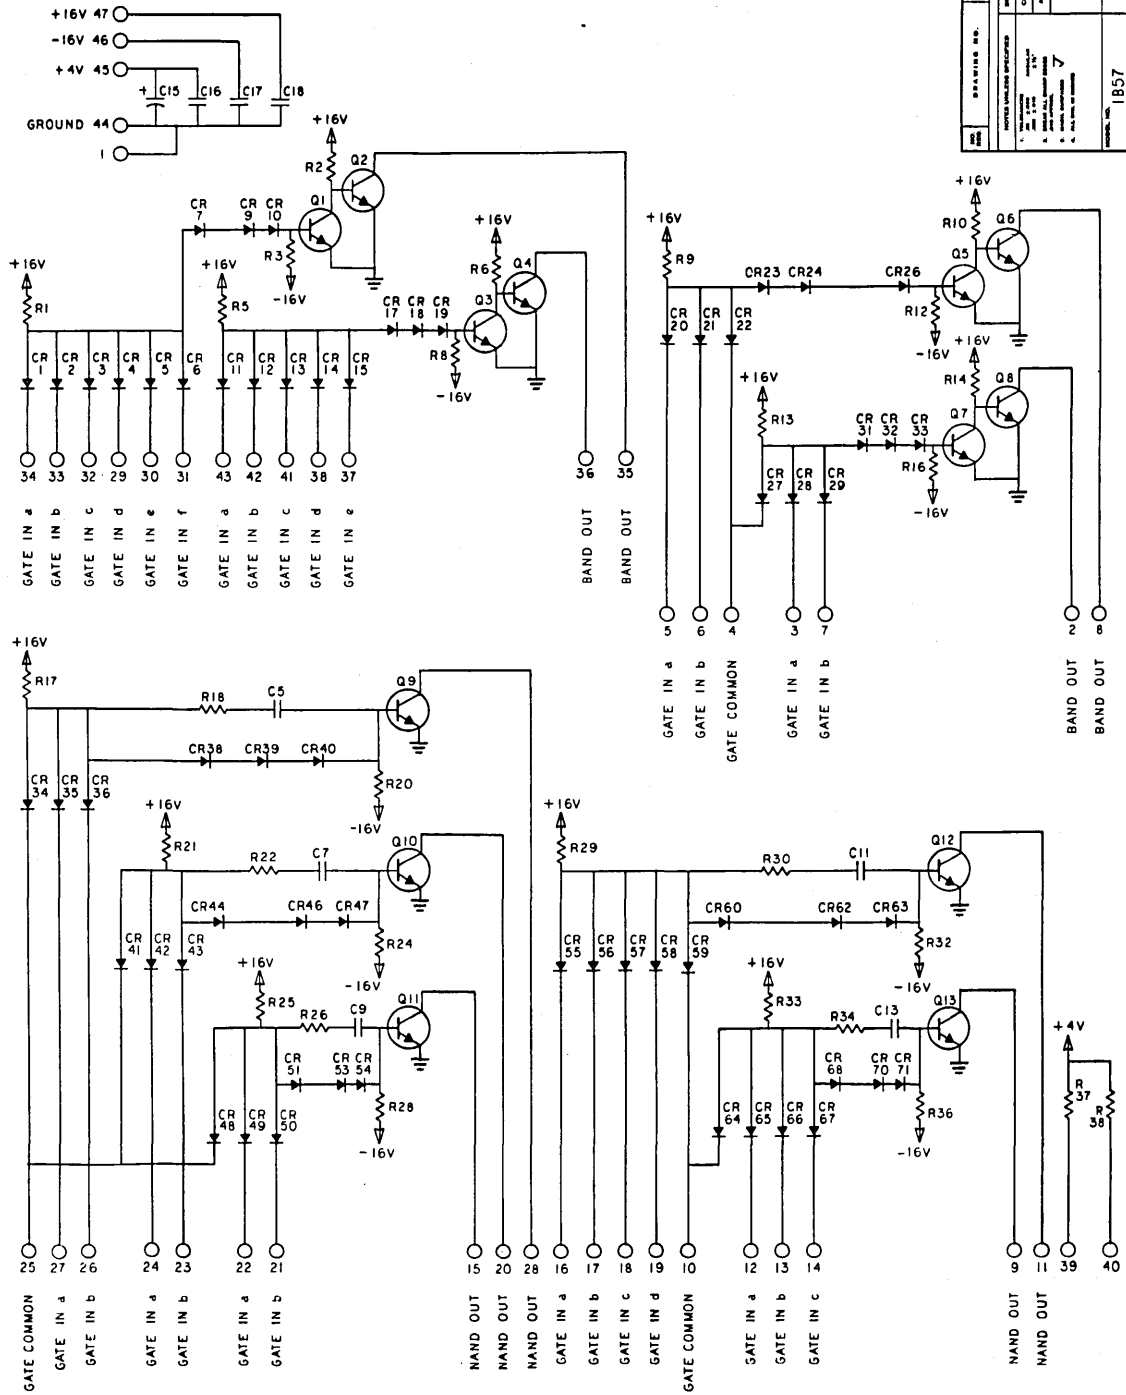 +16V 47
-16V 46
+4V 45
+ C15 C16 C17 C18
GROUND 44
1
+16V
R2 Q2
CR 7 CR 9 CR 10 Q1
R3
-16V
+16V
R1
+16V
R5
+16V
R6 Q4
CR 17 CR 18 CR 19 Q3
R8
-16V
CR 1 CR 2 CR 3 CR 4 CR 5 CR 6 CR 11 CR 12 CR 13 CR 14 CR 15
34 33 32 29 30 31 43 42 41 38 37 36 35
GATE IN a
GATE IN b
GATE IN c
GATE IN d
GATE IN e
GATE IN f
GATE IN a
GATE IN b
GATE IN c
GATE IN d
GATE IN e
BAND OUT
BAND OUT
NO. REQ
DRAWING NO.
NOTES UNLESS SPECIFIED
MODEL NO.
1B57
+16V
R9
+16V
R10 Q6
CR23 CR24 CR26 Q5
R12
-16V
CR 20 CR 21 CR 22
+16V
R13
+16V
R14 Q8
CR 31 CR 32 CR 33 Q7
R16
-16V
CR 27 CR 28 CR 29
5 6 4 3 7 2 8
GATE IN a
GATE IN b
GATE COMMON
GATE IN a
GATE IN b
BAND OUT
BAND OUT
+16V
R17
R18 C5 Q9
CR38 CR39 CR40
R20
-16V
CR 34 CR 35 CR 36
+16V
R21
R22 C7 Q10
CR44 CR46 CR47
R24
-16V
CR 41 CR 42 CR 43
+16V
R25
R26 C9 Q11
CR 51 CR 53 CR 54
R28
-16V
CR 48 CR 49 CR 50
+16V
R29
R30 C11 Q12
CR60 CR62 CR63
R32
-16V
CR 55 CR 56 CR 57 CR 58 CR 59
+16V
R33
R34 C13 Q13
CR 68 CR 70 CR 71
R36
-16V
CR 64 CR 65 CR 66 CR 67
+4V
R 37
R 38
25 27 26 24 23 22 21 15 20 28 16 17 18 19 10 12 13 14 9 11 39 40
GATE COMMON
GATE IN a
GATE IN b
GATE IN a
GATE IN b
GATE IN a
GATE IN b
NAND OUT
NAND OUT
NAND OUT
GATE IN a
GATE IN b
GATE IN c
GATE IN d
GATE COMMON
GATE IN a
GATE IN b
GATE IN c
NAND OUT
NAND OUT